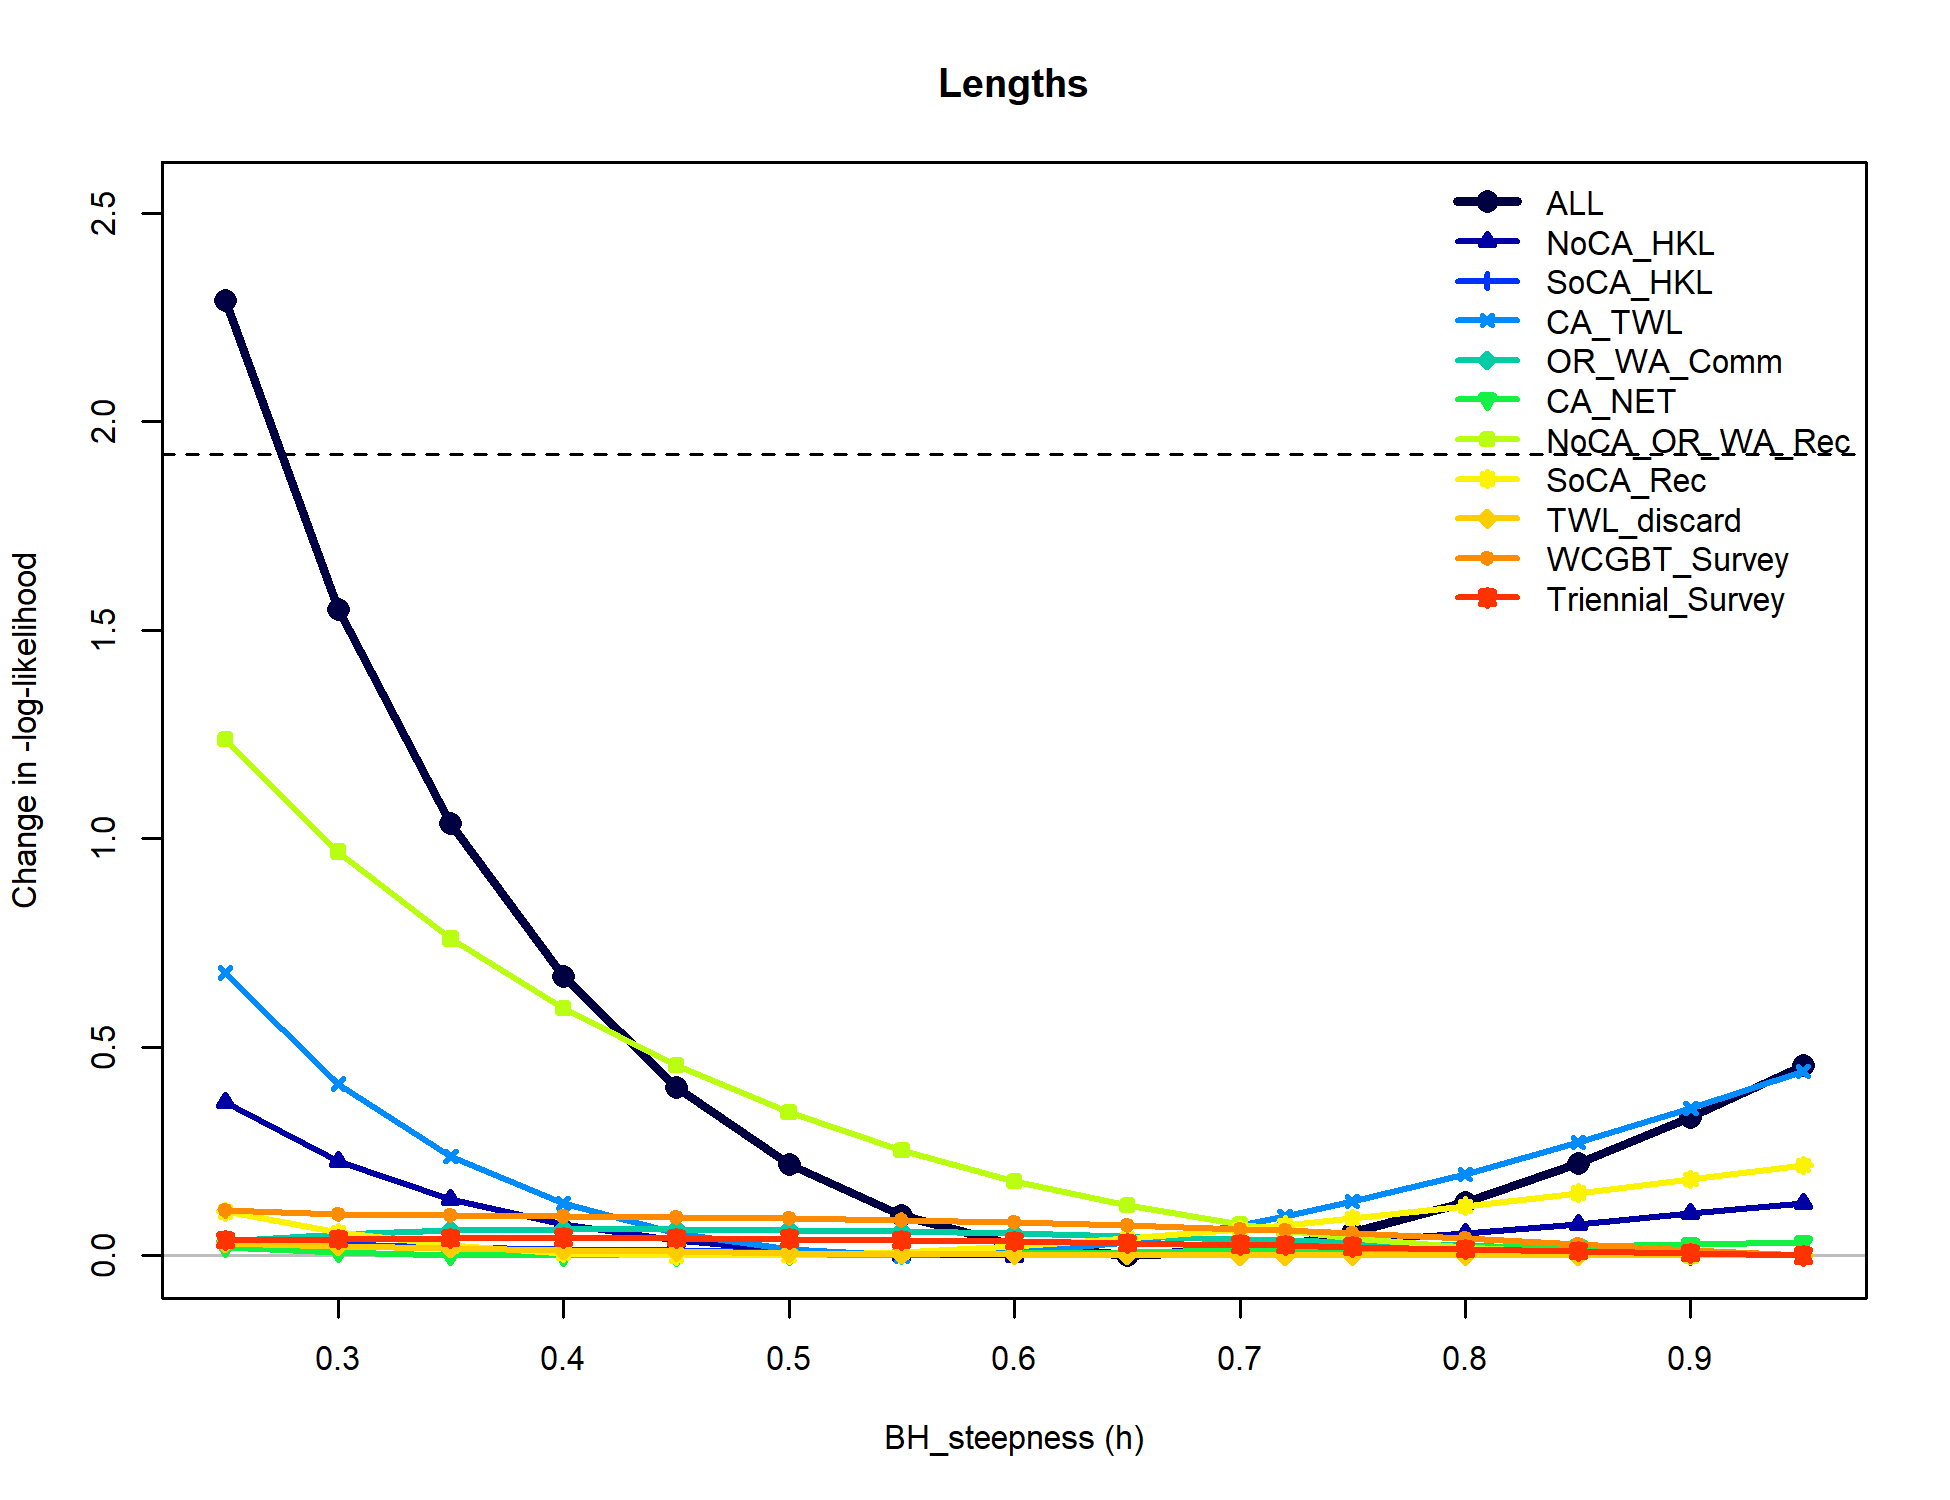 Lengths
Change in -log-likelihood
2.5
2.0
1.5
1.0
0.5
0.0
ALL
NoCA_HKL
SoCA_HKL
CA_TWL
OR_WA_Comm
CA_NET
NoCA_OR_WA_Rec
SoCA_Rec
TWL_discard
WCGBT_Survey
Triennial_Survey
0.3 0.4 0.5 0.6 0.7 0.8 0.9
BH_steepness (h)